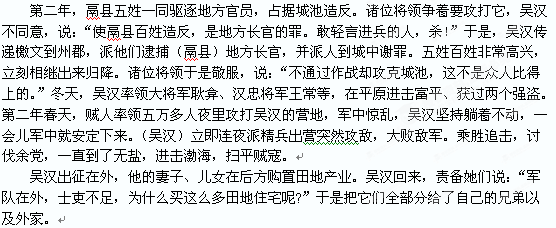 第二年，鬲县五姓一同驱逐地方官员，占据城池造反。诸位将领争着要攻打它，吴汉
不同意，说：“使鬲县百姓造反，是地方长官的罪。敢轻言进兵的人，杀！”于是，吴汉传
递檄文到州郡，派他们逮捕（鬲县）地方长官，并派人到城中谢罪。五姓百姓非常高兴，
立刻相继出来归降。诸位将领于是敬服，说：“不通过作战却攻克城池，这不是众人比得
上的。”冬天，吴汉率领大将军耿弇、汉忠将军王常等，在平原进击富平、获过两个强盗。
第二年春天，贼人率领五万多人夜里攻打吴汉的营地，军中惊乱，吴汉坚持躺着不动，一
会儿军中就安定下来。（吴汉）立即连夜派精兵出营突然攻敌，大败敌军。乘胜追击，讨
伐余党，一直到了无盐，进击渤海，扫平贼寇。
吴汉出征在外，他的妻子、儿女在后方购置田地产业。吴汉回来，责备她们说：“军
队在外，士吏不足，为什么买这么多田地住宅呢？”于是把它们全部分给了自己的兄弟以
及外家。